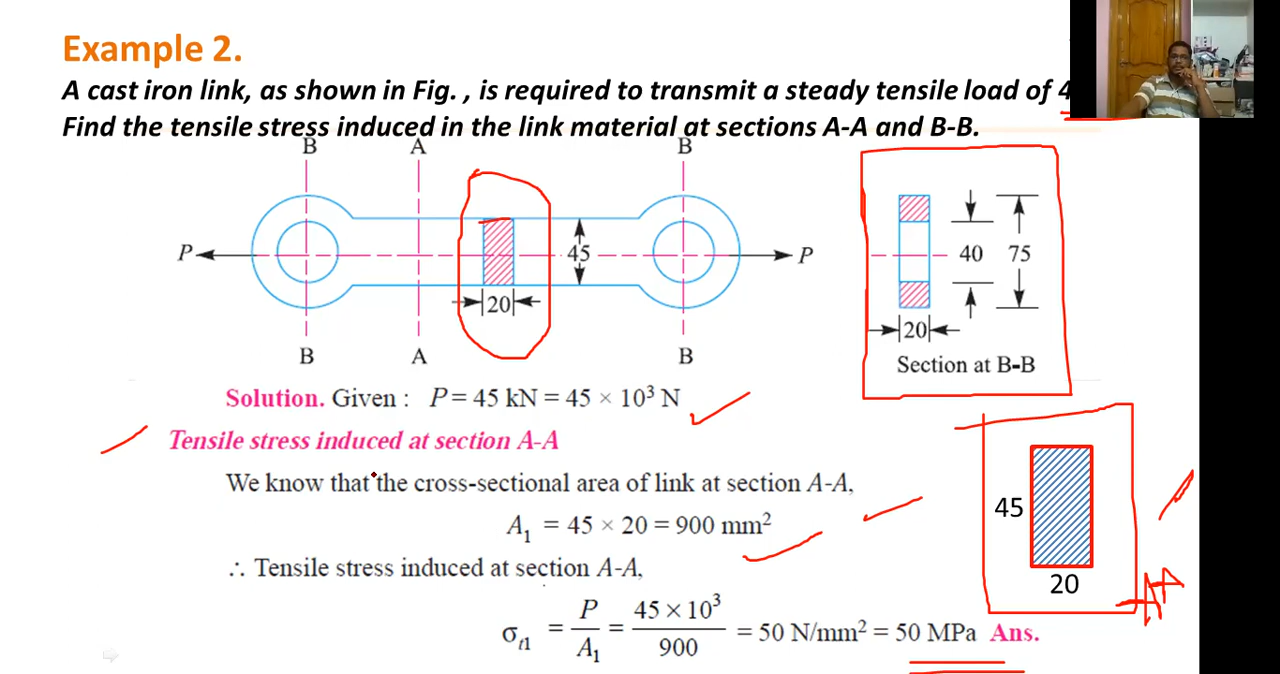 Example 2.
A cast iron link, as shown in Fig. , is required to transmit a steady tensile load of 4
Find the tensile stress induced in the link material at sections A-A and B-B.
B A B
P 45 P
20
B A B
40 75
20
Section at B-B
Solution. Given : P = 45 kN = 45 × 10³ N
Tensile stress induced at section A-A
We know that the cross-sectional area of link at section A-A,
A₁ = 45 × 20 = 900 mm²
∴ Tensile stress induced at section A-A,
σt1 = P/A₁ = 45 × 10³/900 = 50 N/mm² = 50 MPa Ans.
45
20
AA